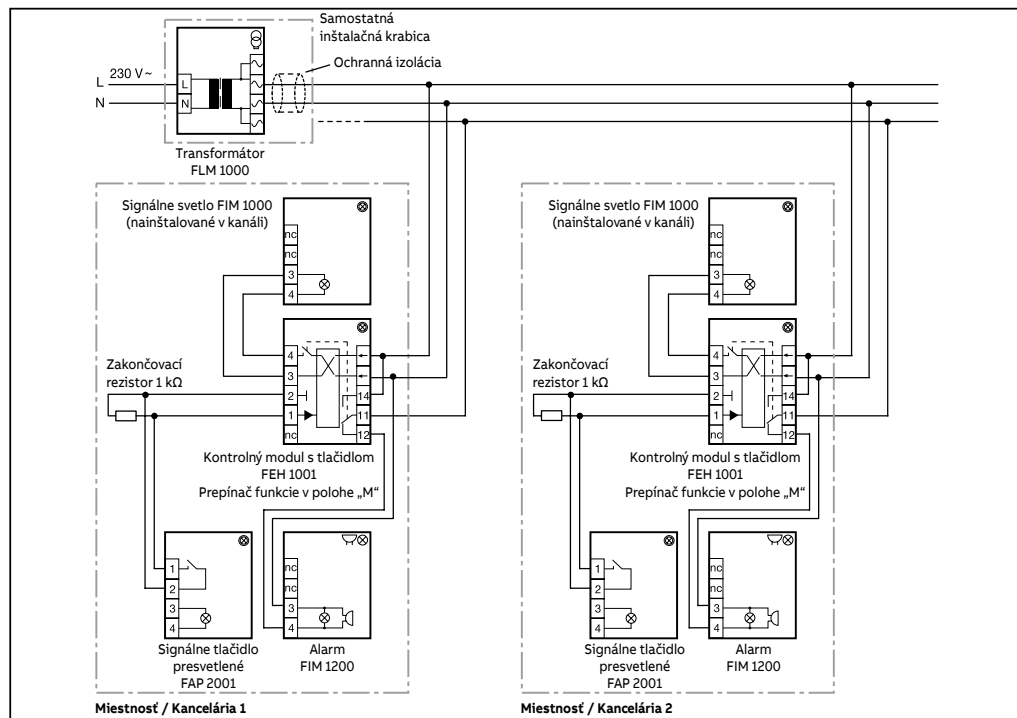 Samostatná
inštalačná krabica
Ochranná izolácia
L 230 V~
N
L
N
Transformátor
FLM 1000
Signálne svetlo FIM 1000
(nainštalované v kanáli)
nc
nc
3
4
Zakončovací
rezistor 1 kΩ
4
3
2
1
nc
14
11
12
Kontrolný modul s tlačidlom
FEH 1001
Prepínač funkcie v polohe „M“
1
2
3
4
Signálne tlačidlo
presvetlené
FAP 2001
nc
nc
3
4
Alarm
FIM 1200
Miestnosť / Kancelária 1
Signálne svetlo FIM 1000
(nainštalované v kanáli)
nc
nc
3
4
Zakončovací
rezistor 1 kΩ
4
3
2
1
nc
14
11
12
Kontrolný modul s tlačidlom
FEH 1001
Prepínač funkcie v polohe „M“
1
2
3
4
Signálne tlačidlo
presvetlené
FAP 2001
nc
nc
3
4
Alarm
FIM 1200
Miestnosť / Kancelária 2